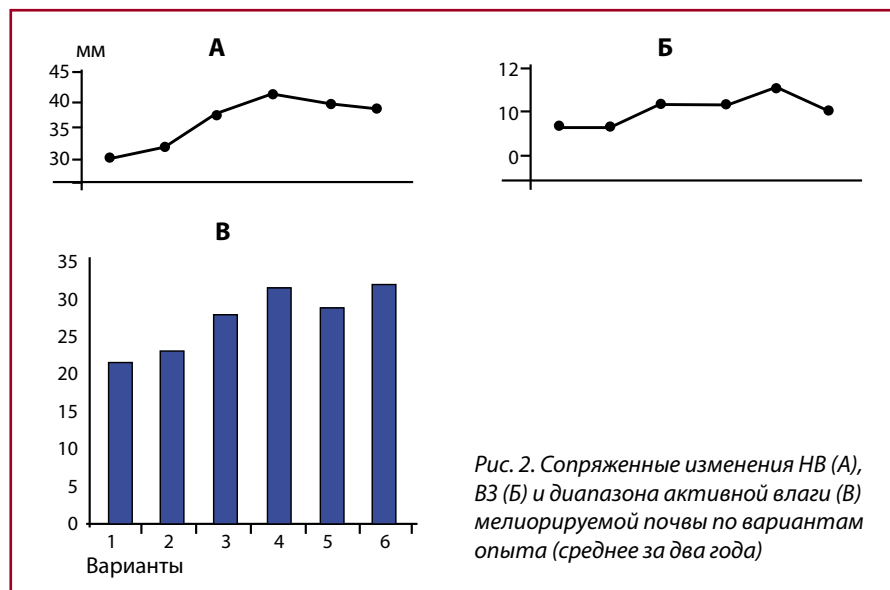 А
мм
45
40
35
30
Б
12
10
0
В
35
30
25
20
15
10
5
0
1 2 3 4 5 6
Варианты
Рис. 2. Сопряженные изменения НВ (А),
ВЗ (Б) и диапазона активной влаги (В)
мелиорируемой почвы по вариантам
опыта (среднее за два года)